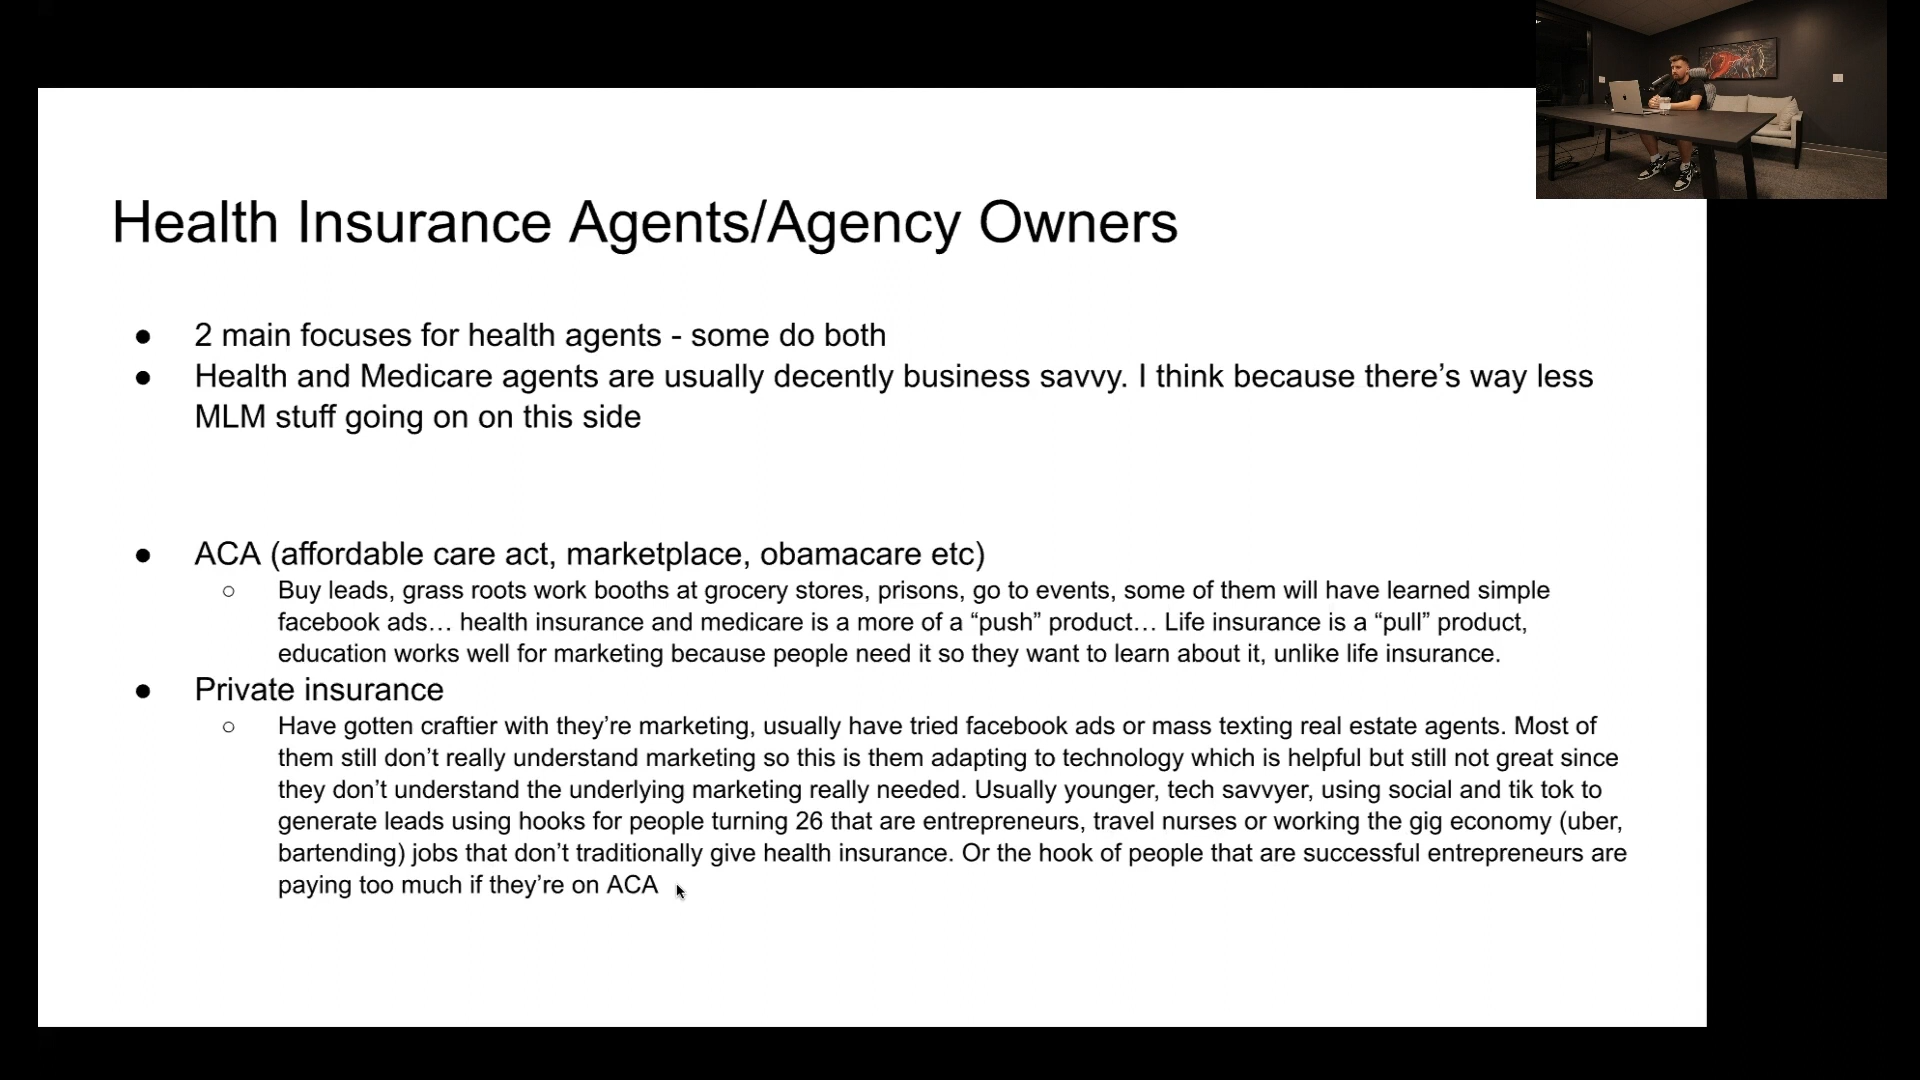 Health Insurance Agents/Agency Owners
● 2 main focuses for health agents - some do both
● Health and Medicare agents are usually decently business savvy. I think because there’s way less
MLM stuff going on on this side
● ACA (affordable care act, marketplace, obamacare etc)
○ Buy leads, grass roots work booths at grocery stores, prisons, go to events, some of them will have learned simple
facebook ads… health insurance and medicare is a more of a “push” product… Life insurance is a “pull” product,
education works well for marketing because people need it so they want to learn about it, unlike life insurance.
● Private insurance
○ Have gotten craftier with they’re marketing, usually have tried facebook ads or mass texting real estate agents. Most of
them still don’t really understand marketing so this is them adapting to technology which is helpful but still not great since
they don’t understand the underlying marketing really needed. Usually younger, tech savvyer, using social and tik tok to
generate leads using hooks for people turning 26 that are entrepreneurs, travel nurses or working the gig economy (uber,
bartending) jobs that don’t traditionally give health insurance. Or the hook of people that are successful entrepreneurs are
paying too much if they’re on ACA